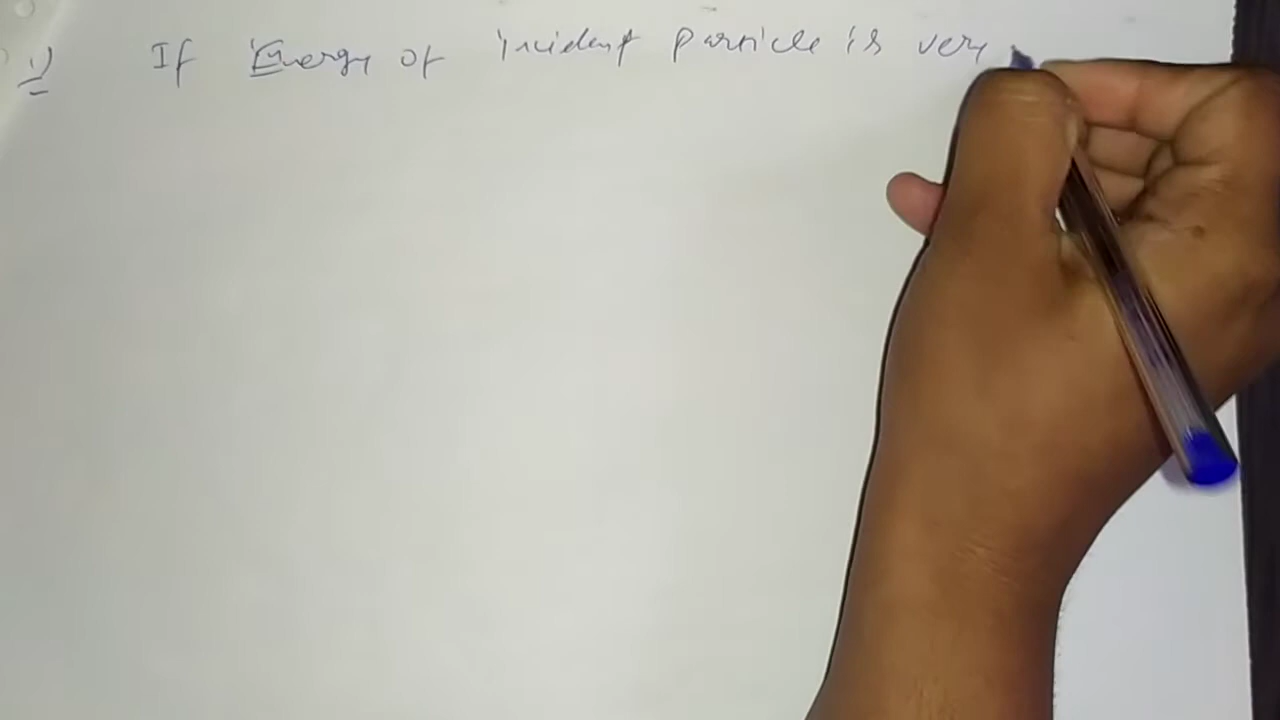 1) If Energy of incident particle is very